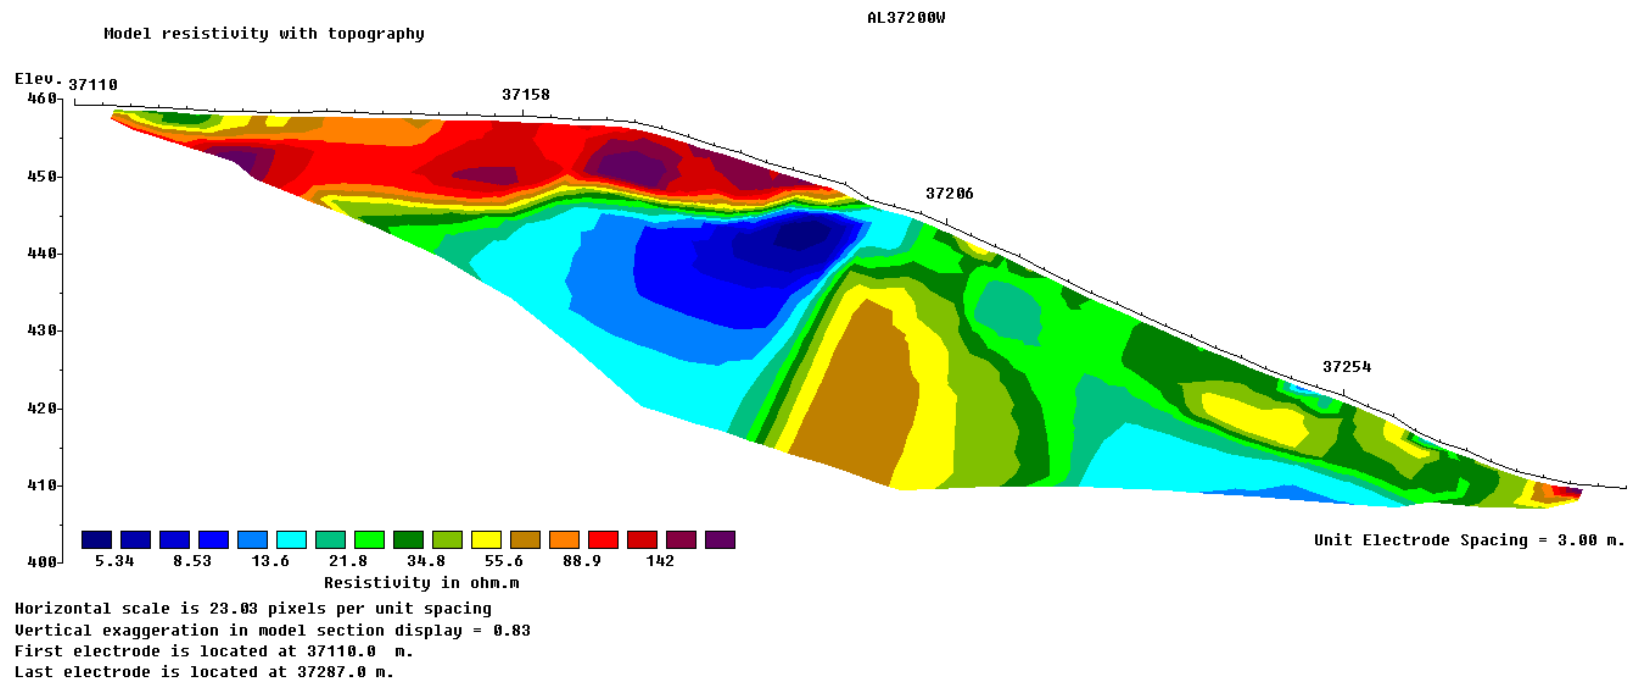 AL37200W
Model resistivity with topography
Elev.
37110
37158
37206
37254
460
450
440
430
420
410
400
5.34 8.53 13.6 21.8 34.8 55.6 88.9 142
Resistivity in ohm.m
Unit Electrode Spacing = 3.00 m.
Horizontal scale is 23.03 pixels per unit spacing
Vertical exaggeration in model section display = 0.83
First electrode is located at 37110.0 m.
Last electrode is located at 37287.0 m.